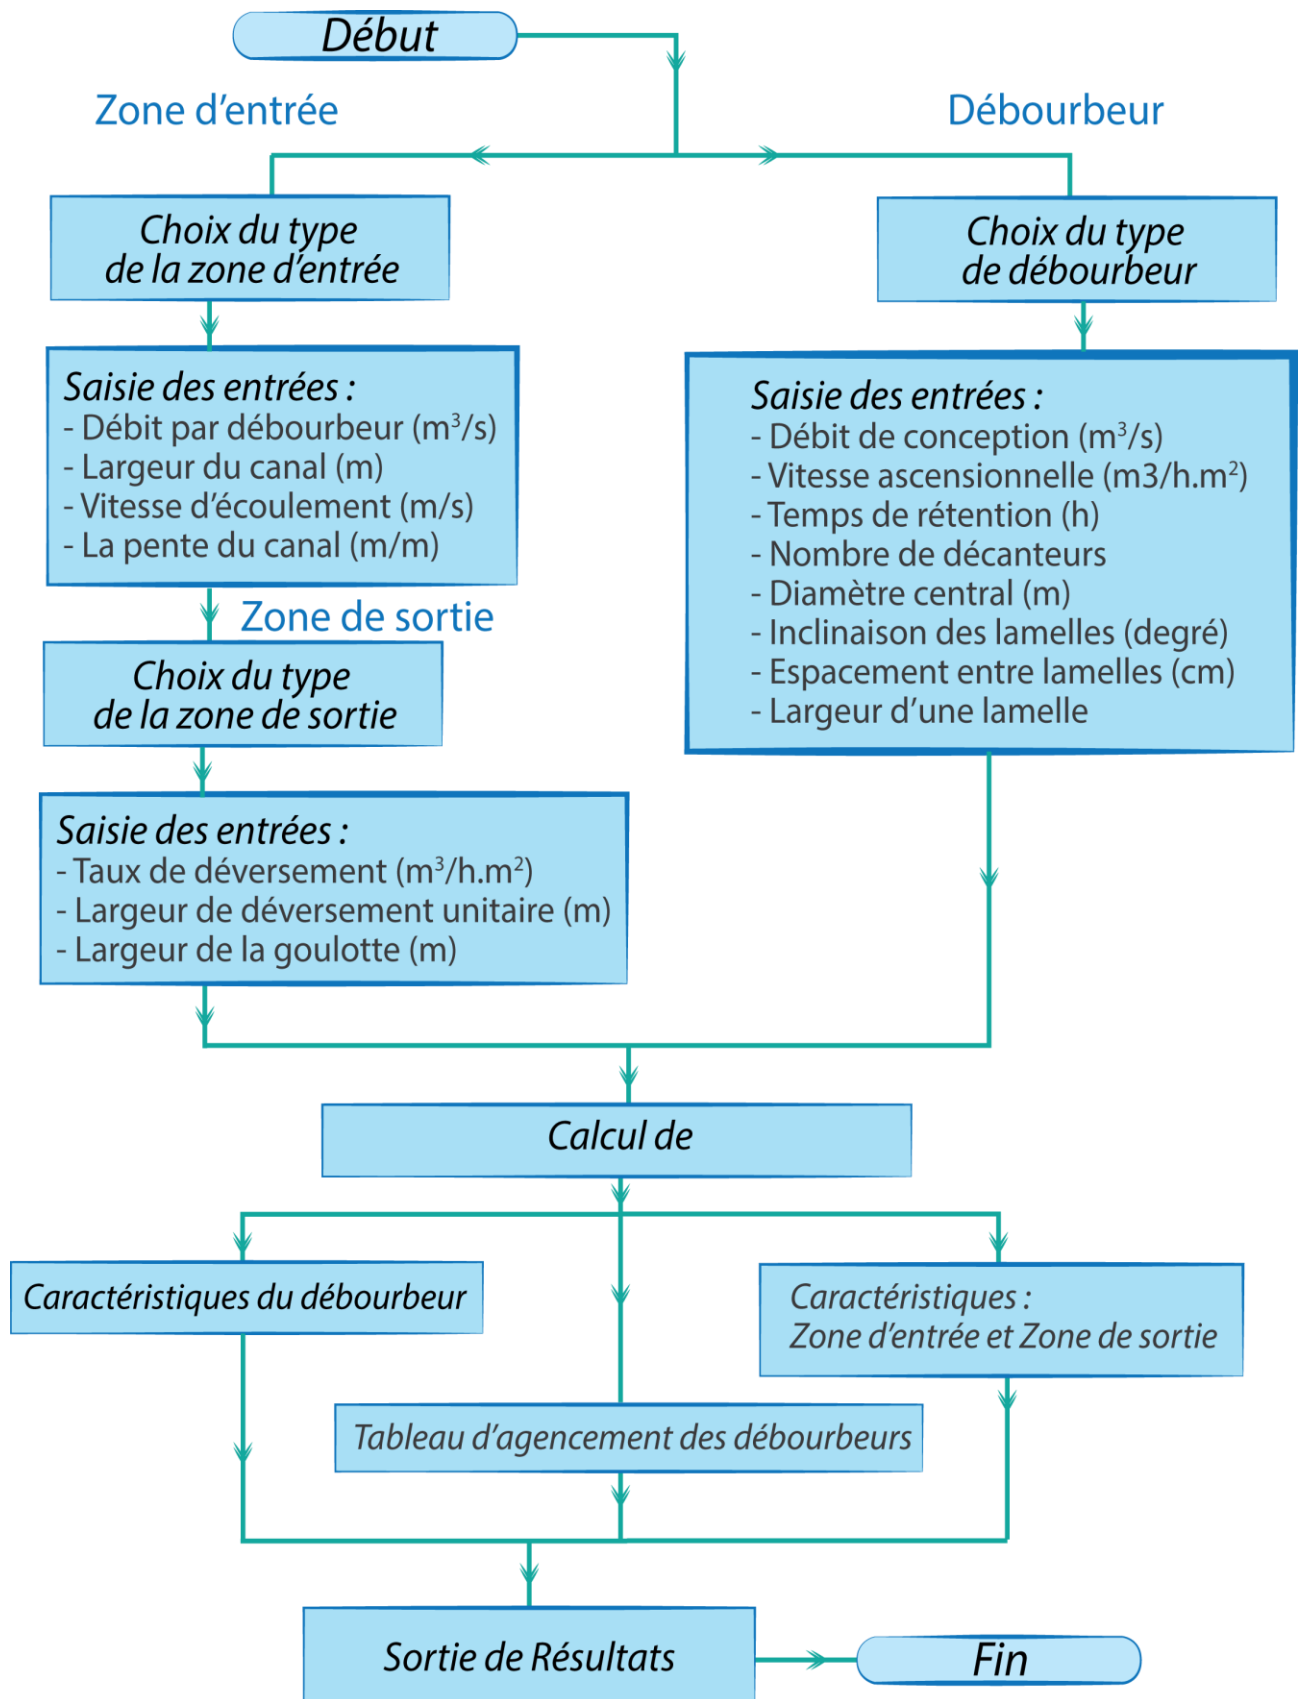 Début
Zone d'entrée
Débourbeur
Choix du type
de la zone d'entrée
Choix du type
de débourbeur
Saisie des entrées :
- Débit par débourbeur (m³/s)
- Largeur du canal (m)
- Vitesse d'écoulement (m/s)
- La pente du canal (m/m)
Saisie des entrées :
- Débit de conception (m³/s)
- Vitesse ascensionnelle (m3/h.m²)
- Temps de rétention (h)
- Nombre de décanteurs
- Diamètre central (m)
- Inclinaison des lamelles (degré)
- Espacement entre lamelles (cm)
- Largeur d'une lamelle
Zone de sortie
Choix du type
de la zone de sortie
Saisie des entrées :
- Taux de déversement (m³/h.m²)
- Largeur de déversement unitaire (m)
- Largeur de la goulotte (m)
Calcul de
Caractéristiques du débourbeur
Caractéristiques :
Zone d'entrée et Zone de sortie
Tableau d'agencement des débourbeurs
Sortie de Résultats
Fin